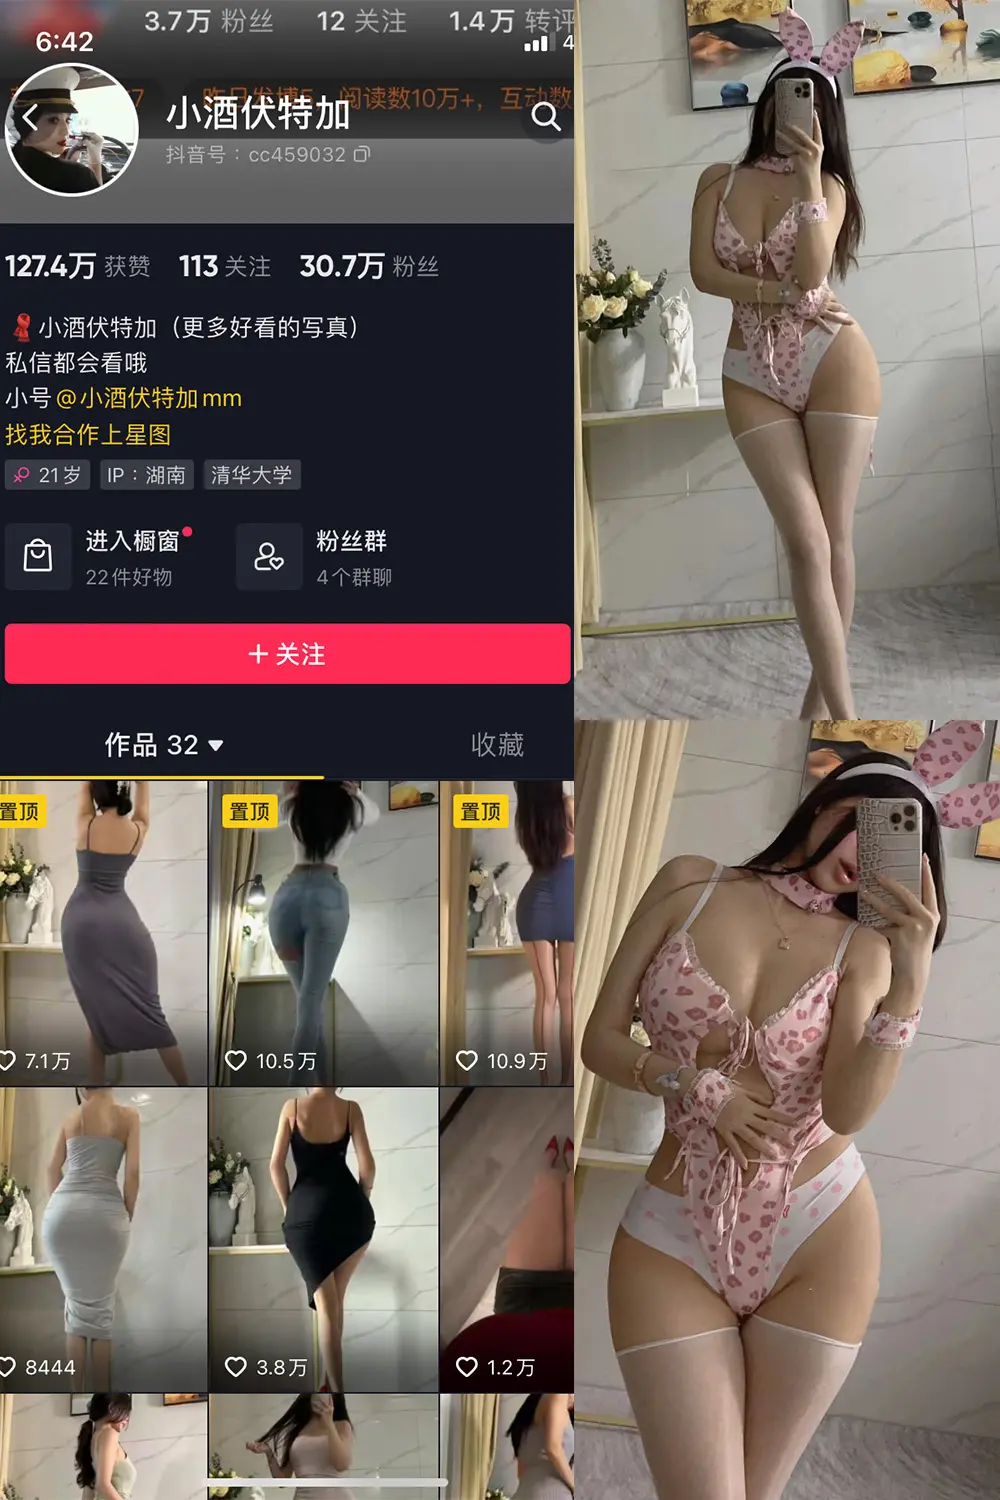 3.7万 粉丝 12 关注 1.4万 转评
6:42
昨日发博5，阅读数10万+，互动数
小酒伏特加
抖音号：cc459032
127.4万 获赞 113 关注 30.7万 粉丝
小酒伏特加（更多好看的写真）
私信都会看哦
小号@小酒伏特加mm
找我合作上星图
21岁 IP：湖南 清华大学
进入橱窗 粉丝群
22件好物 4个群聊
+ 关注
作品 32 收藏
置顶 置顶 置顶
7.1万 10.5万 10.9万
8444 3.8万 1.2万